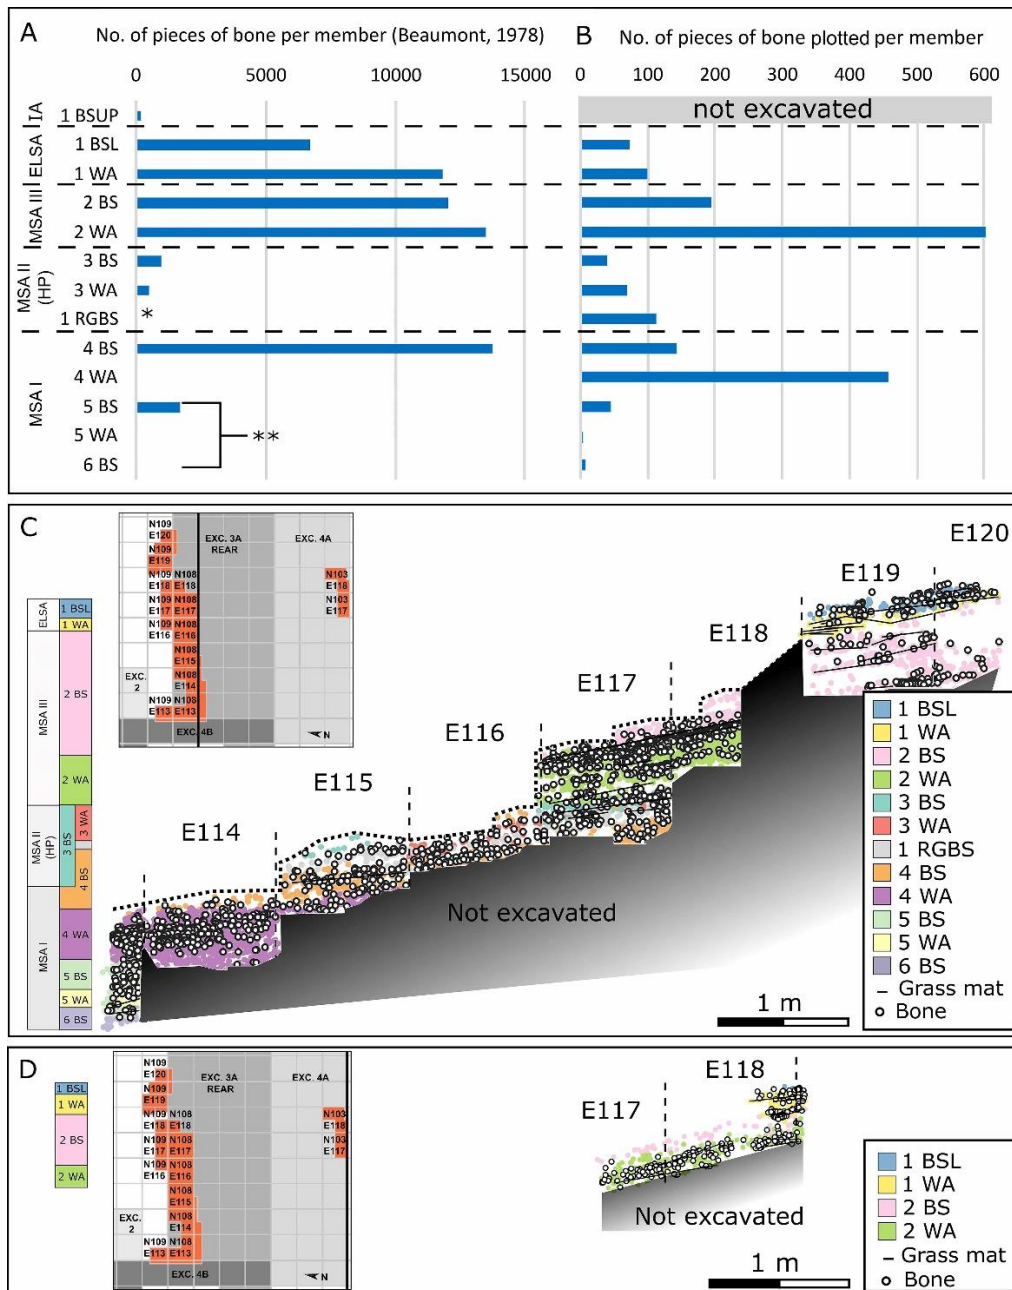 A
No. of pieces of bone per member (Beaumont, 1978)
0 5000 10000 15000
B
No. of pieces of bone plotted per member
0 100 200 300 400 500 600
IA
1 BSUP
not excavated
ELSA
1 BSL
1 WA
MSA III
2 BS
2 WA
MSA II
(HP)
3 BS
3 WA
*
1 RGBS
MSA I
4 BS
4 WA
5 BS
5 WA
**
6 BS
C
N109
E120
N109
E119
N109 N108
E118 E118
N109 N108
E117 E117
N109 N108
E116 E116
N108
E115
N108
E114
N109 N108
E113 E113
EXC. 3A
REAR
EXC. 4A
N103
E118
N103
E117
EXC.
2
EXC. 4B
N
ELSA
1 BSL
1 WA
MSA III
2 BS
2 WA
MSA II
(HP)
3 BS
3 WA
4 BS
MSA I
4 WA
5 BS
5 WA
6 BS
E114
E115
E116
E117
E118
E119
E120
Not excavated
1 m
1 BSL
1 WA
2 BS
2 WA
3 BS
3 WA
1 RGBS
4 BS
4 WA
5 BS
5 WA
6 BS
Grass mat
Bone
D
1 BSL
1 WA
2 BS
2 WA
N109
E120
N109
E119
N109 N108
E118 E118
N109 N108
E117 E117
N109 N108
E116 E116
N108
E115
N108
E114
N109 N108
E113 E113
EXC. 3A
REAR
EXC. 4A
N103
E118
N103
E117
EXC.
2
EXC. 4B
N
E117
E118
Not excavated
1 m
1 BSL
1 WA
2 BS
2 WA
Grass mat
Bone